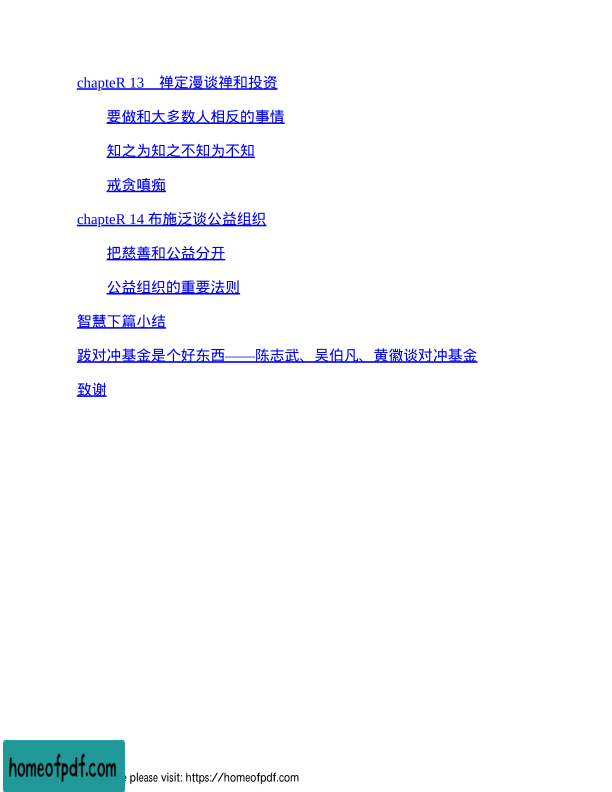 chapteR 13　禅定漫谈禅和投资
要做和大多数人相反的事情
知之为知之不知为不知
戒贪嗔痴
chapteR 14 布施泛谈公益组织
把慈善和公益分开
公益组织的重要法则
智慧下篇小结
跋对冲基金是个好东西——陈志武、吴伯凡、黄徽谈对冲基金
致谢
homeofpdf.com
please visit: https://homeofpdf.com